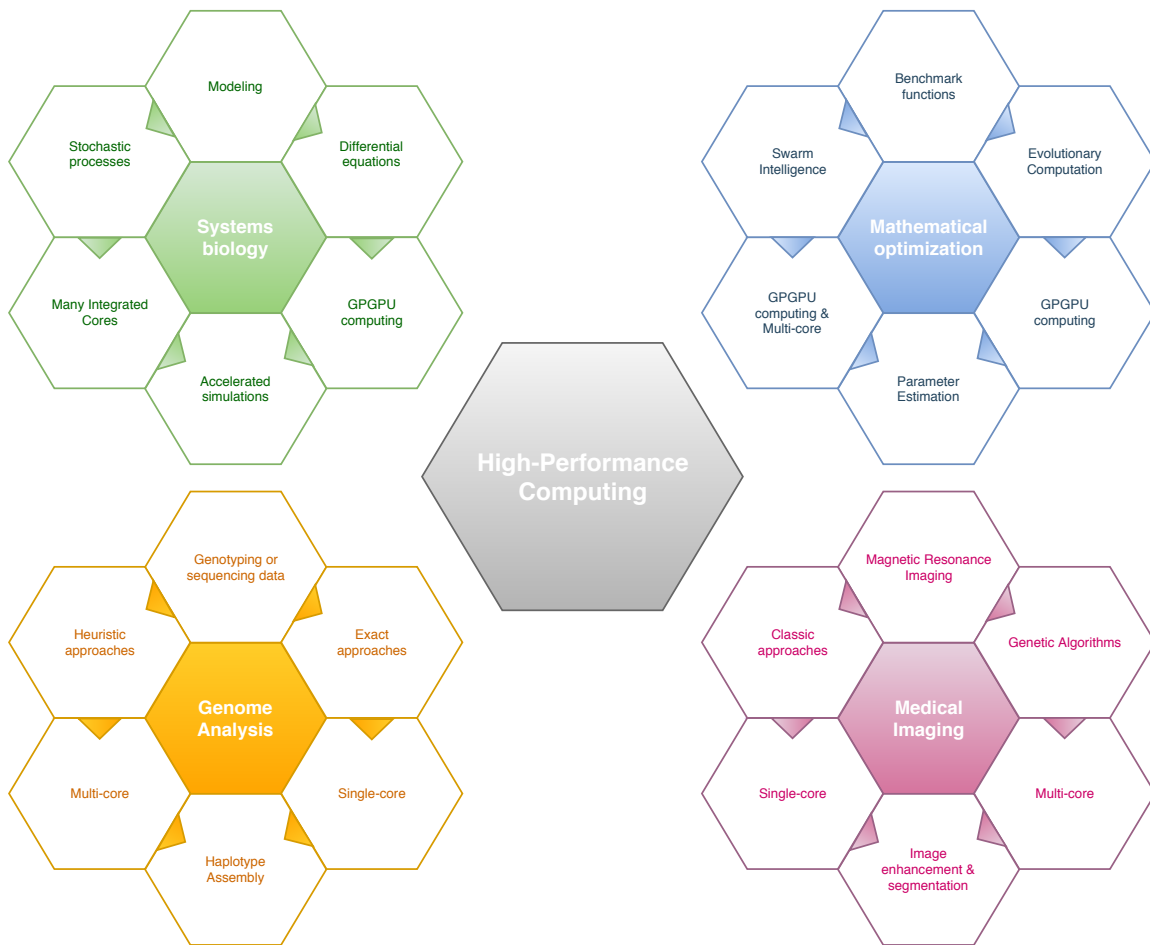 Modeling
Stochastic
processes
Differential
equations
Systems
biology
Many Integrated
Cores
GPGPU
computing
Accelerated
simulations
Benchmark
functions
Swarm
Intelligence
Evolutionary
Computation
Mathematical
optimization
GPGPU
computing &
Multi-core
GPGPU
computing
Parameter
Estimation
High-Performance
Computing
Genotyping or
sequencing data
Heuristic
approaches
Exact
approaches
Genome
Analysis
Multi-core
Single-core
Haplotype
Assembly
Magnetic Resonance
Imaging
Classic
approaches
Genetic Algorithms
Medical
Imaging
Single-core
Multi-core
Image
enhancement &
segmentation